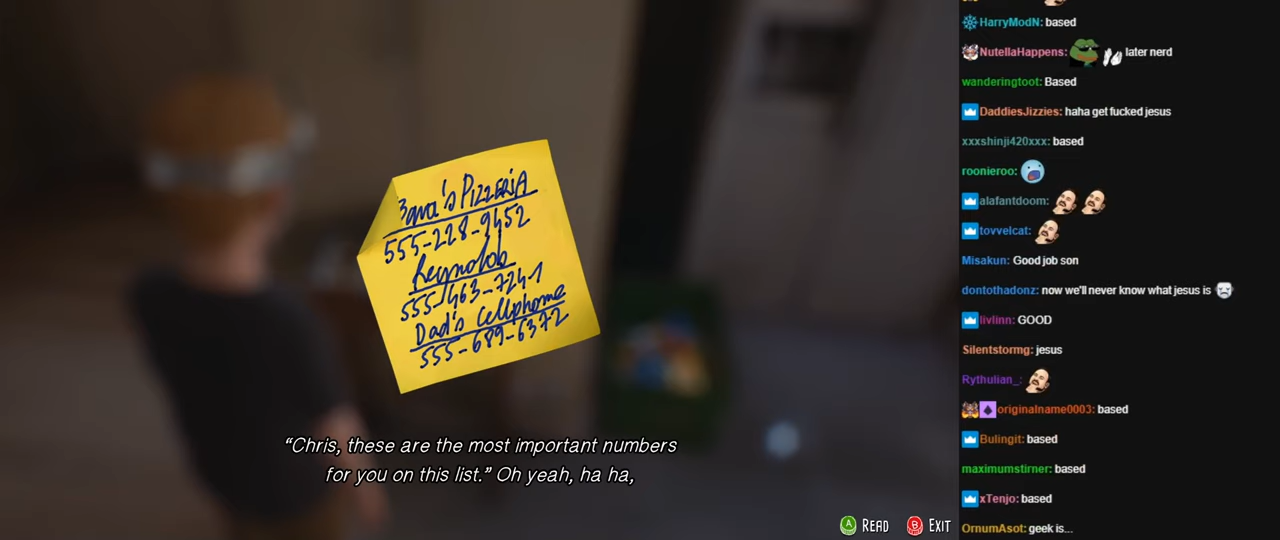 3ava's PIZZERIA
555-228-9452
Reynolds
555-463-7241
Dad's Cellphone
555-689-6372
"Chris, these are the most important numbers
for you on this list." Oh yeah, ha ha,
A READ B EXIT
HarryModN: based
NutellaHappens: later nerd
wanderingtoot: Based
DaddiesJizzies: haha get fucked jesus
xxxshinji420xxx: based
roonieroo:
alafantdoom:
tovvelcat:
Misakun: Good job son
dontothadonz: now we'll never know what jesus is
livlinn: GOOD
Silentstormg: jesus
Rythulian_:
originalname0003: based
Bulingit: based
maximumstirner: based
xTenjo: based
OrnumAsot: geek is...